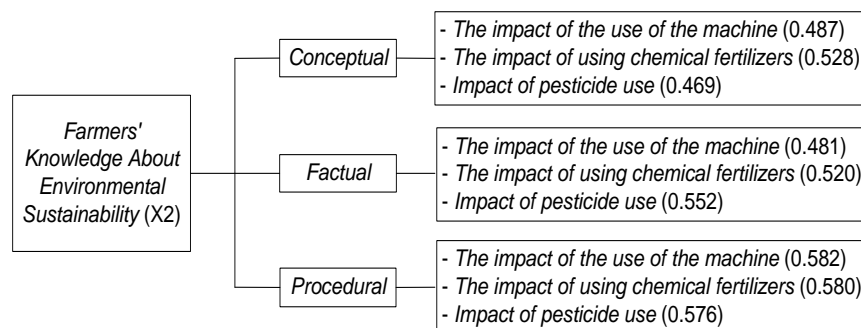 Farmers'
Knowledge About
Environmental
Sustainability (X2)
Conceptual
- The impact of the use of the machine (0.487)
- The impact of using chemical fertilizers (0.528)
- Impact of pesticide use (0.469)
Factual
- The impact of the use of the machine (0.481)
- The impact of using chemical fertilizers (0.520)
- Impact of pesticide use (0.552)
Procedural
- The impact of the use of the machine (0.582)
- The impact of using chemical fertilizers (0.580)
- Impact of pesticide use (0.576)